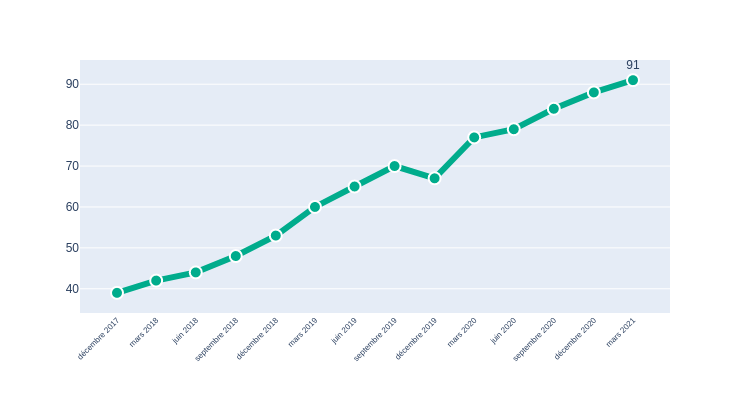 91
90
80
70
60
50
40
décembre 2017
mars 2018
juin 2018
septembre 2018
décembre 2018
mars 2019
juin 2019
septembre 2019
décembre 2019
mars 2020
juin 2020
septembre 2020
décembre 2020
mars 2021